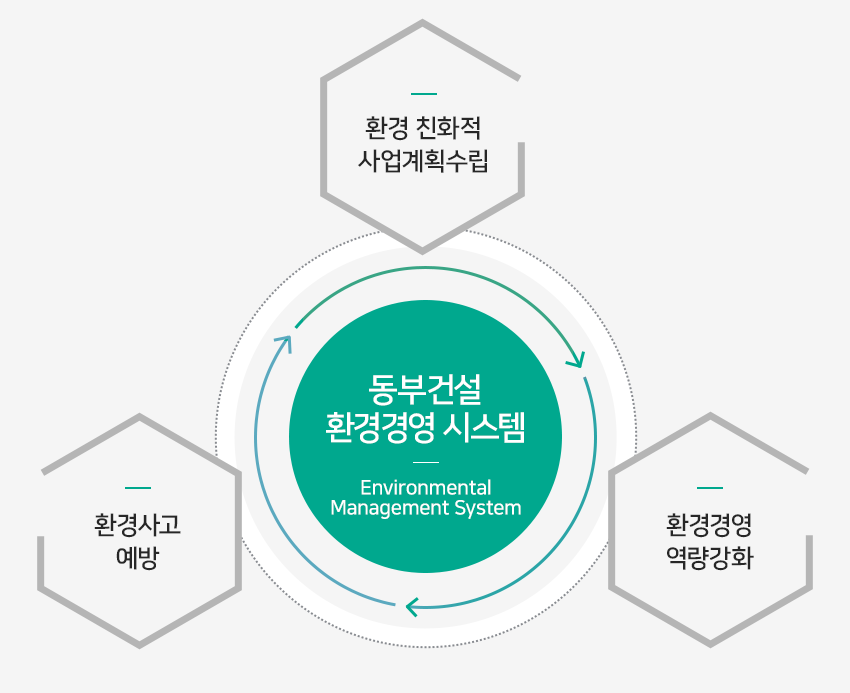 환경 친화적
사업계획수립
동부건설
환경경영 시스템
Environmental
Management System
환경사고
예방
환경경영
역량강화